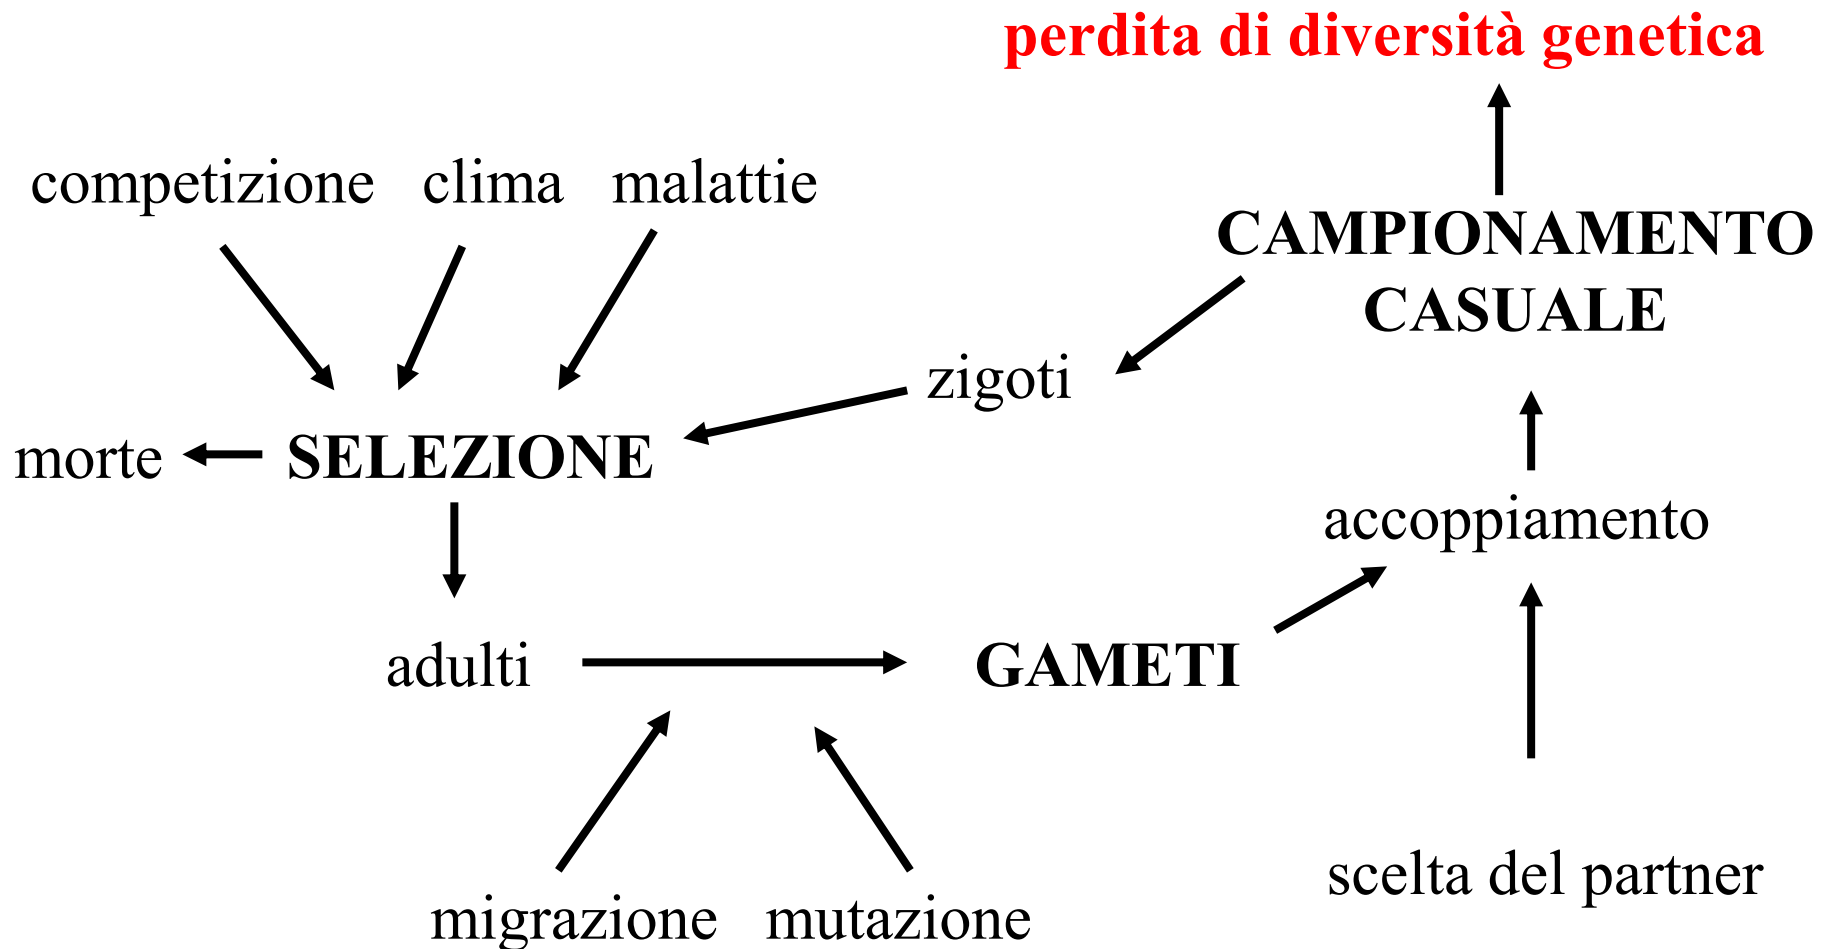 perdita di diversità genetica
competizione clima malattie
CAMPIONAMENTO
CASUALE
zigoti
morte SELEZIONE
accoppiamento
adulti GAMETI
scelta del partner
migrazione mutazione